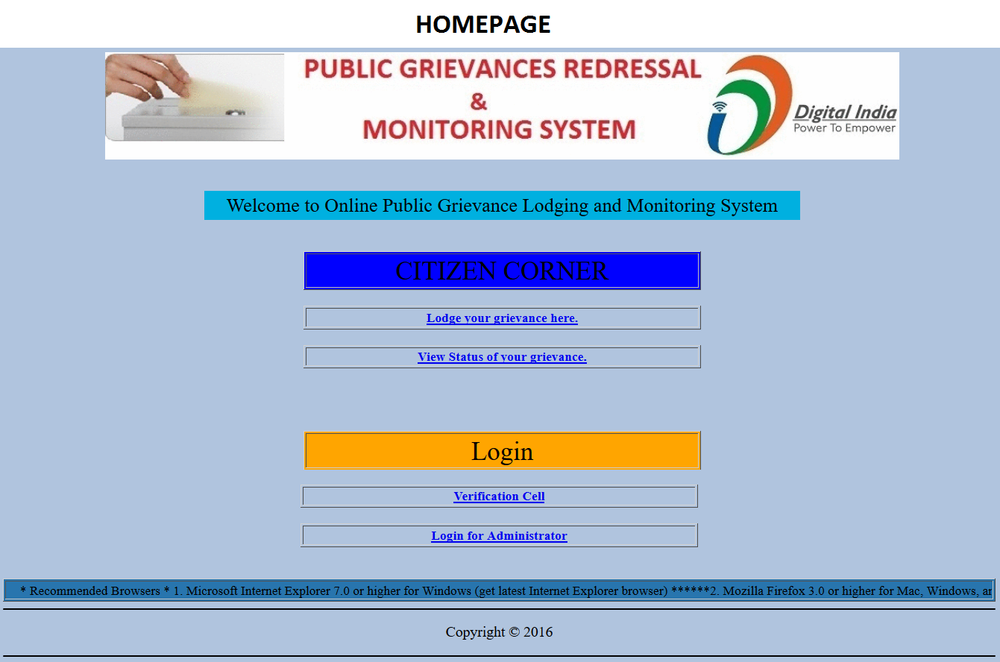 HOMEPAGE
PUBLIC GRIEVANCES REDRESSAL
&
MONITORING SYSTEM
Digital India
Power To Empower
Welcome to Online Public Grievance Lodging and Monitoring System
CITIZEN CORNER
Lodge your grievance here.
View Status of your grievance.
Login
Verification Cell
Login for Administrator
* Recommended Browsers * 1. Microsoft Internet Explorer 7.0 or higher for Windows (get latest Internet Explorer browser) ******2. Mozilla Firefox 3.0 or higher for Mac, Windows,
Copyright © 2016